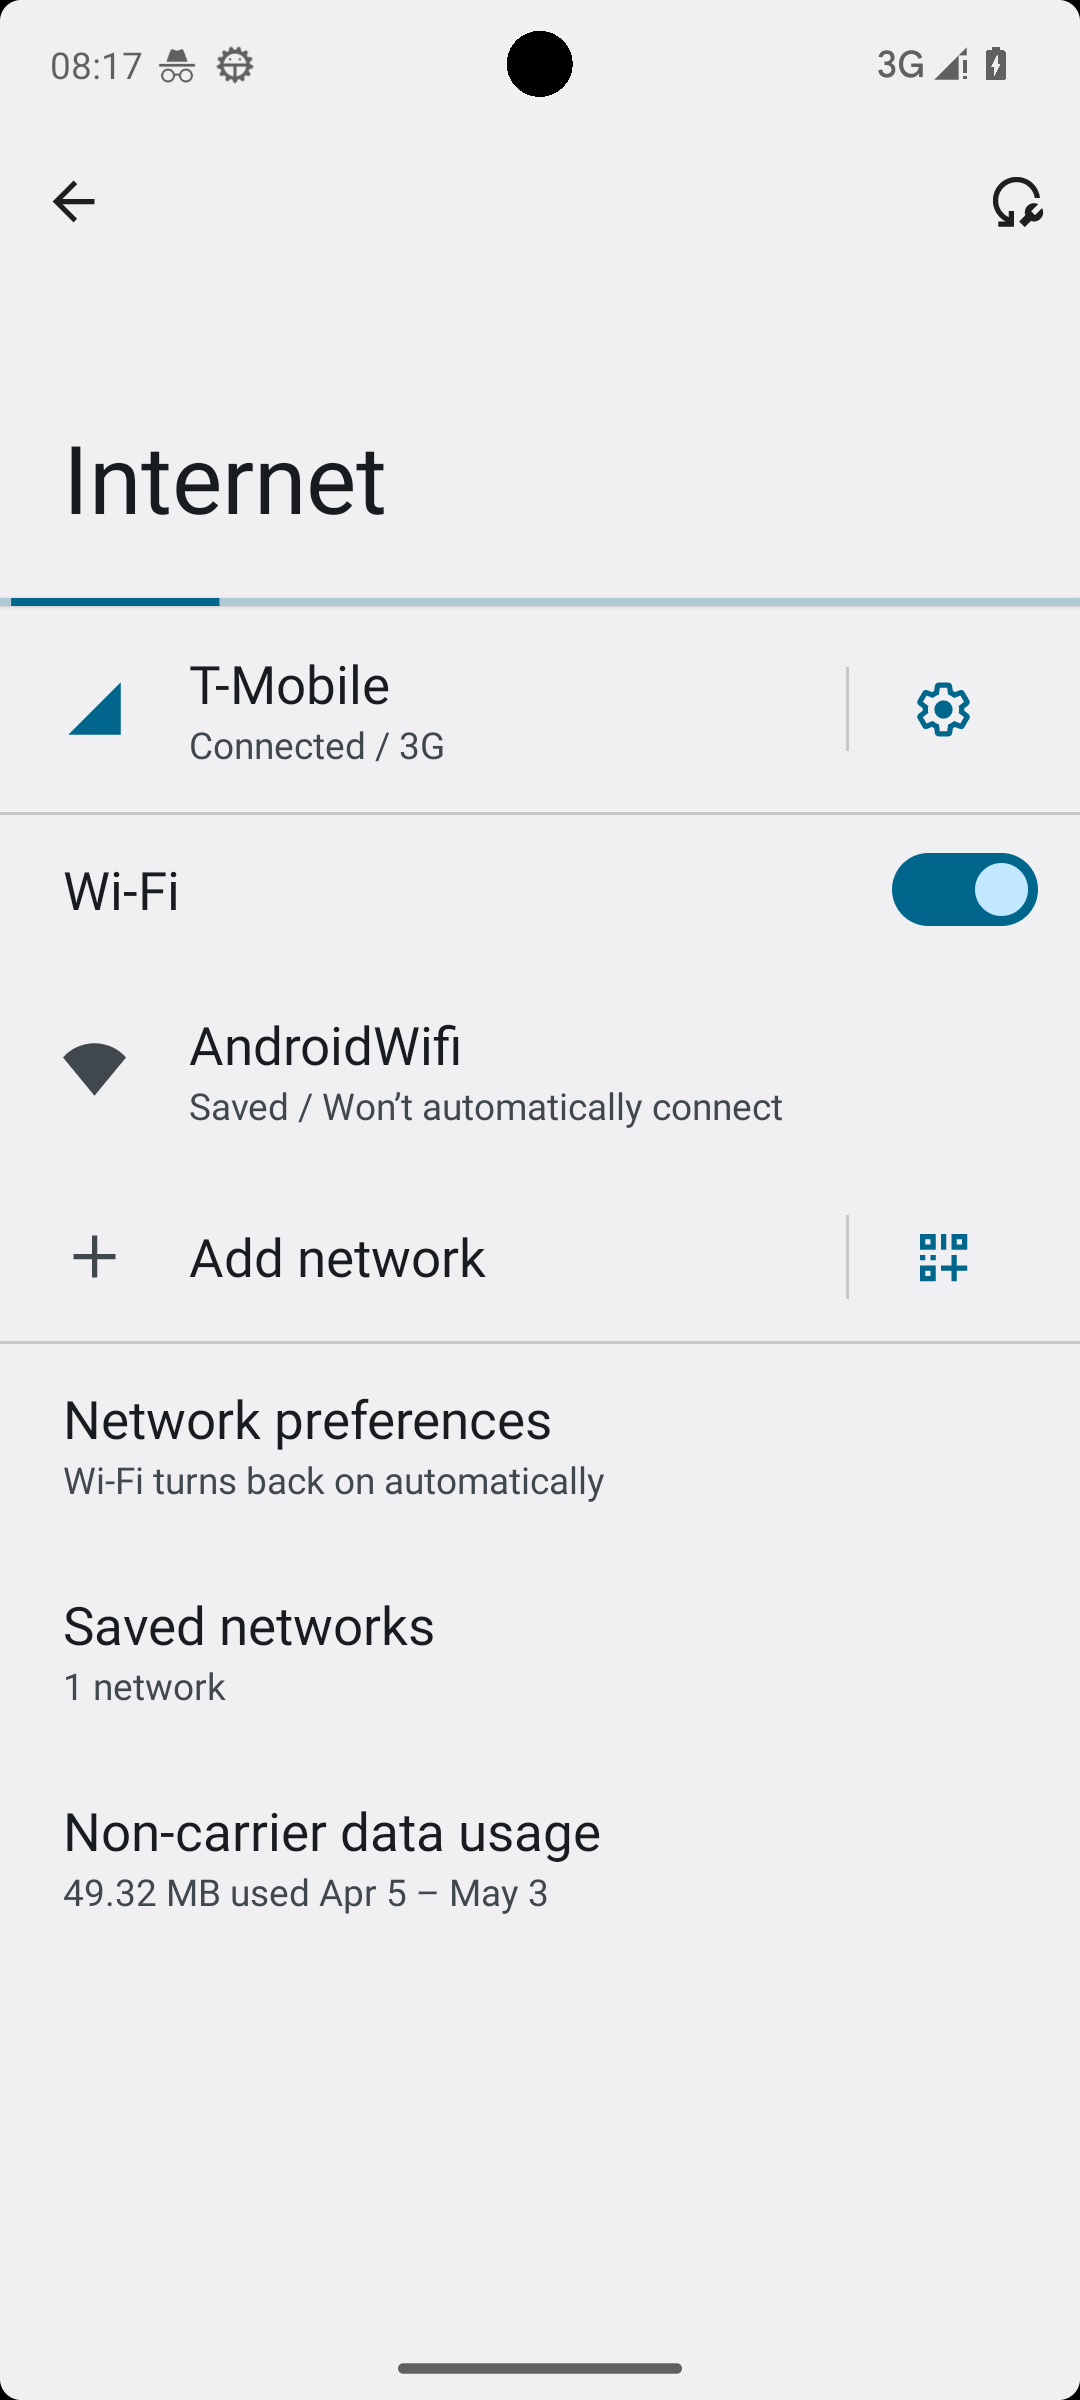 08:17
3G
Internet
T-Mobile
Connected / 3G
Wi-Fi
AndroidWifi
Saved / Won’t automatically connect
Add network
Network preferences
Wi-Fi turns back on automatically
Saved networks
1 network
Non-carrier data usage
49.32 MB used Apr 5 – May 3